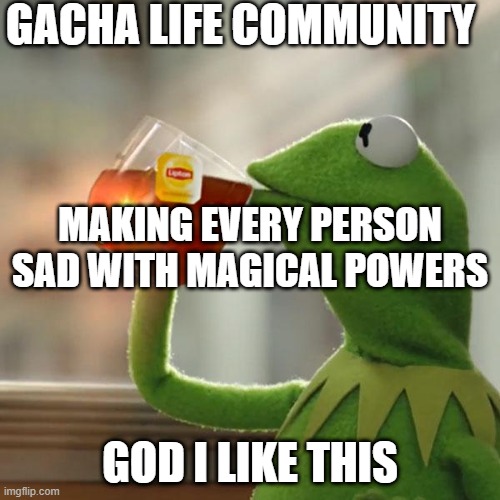 GACHA LIFE COMMUNITY
Lipton
MAKING EVERY PERSON
SAD WITH MAGICAL POWERS
GOD I LIKE THIS
imgflip.com